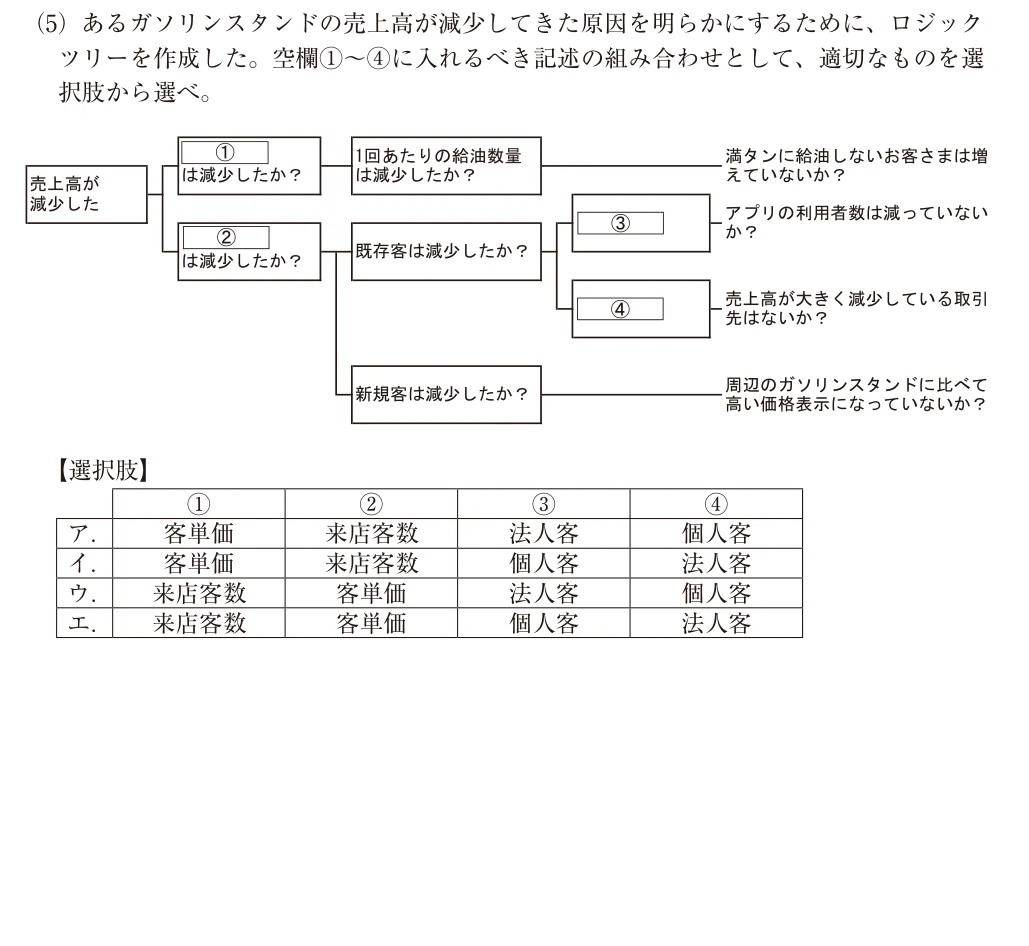 (5) あるガソリンスタンドの売上高が減少してきた原因を明らかにするために、ロジック
ツリーを作成した。空欄①～④に入れるべき記述の組み合わせとして、適切なものを選
択肢から選べ。
売上高が
減少した
①
は減少したか？
②
は減少したか？
1回あたりの給油数量
は減少したか？
既存客は減少したか？
新規客は減少したか？
③
④
満タンに給油しないお客さまは増
えていないか？
アプリの利用者数は減っていない
か？
売上高が大きく減少している取引
先はないか？
周辺のガソリンスタンドに比べて
高い価格表示になっていないか？
【選択肢】
① ② ③ ④
ア. 客単価 来店客数 法人客 個人客
イ. 客単価 来店客数 個人客 法人客
ウ. 来店客数 客単価 法人客 個人客
エ. 来店客数 客単価 個人客 法人客